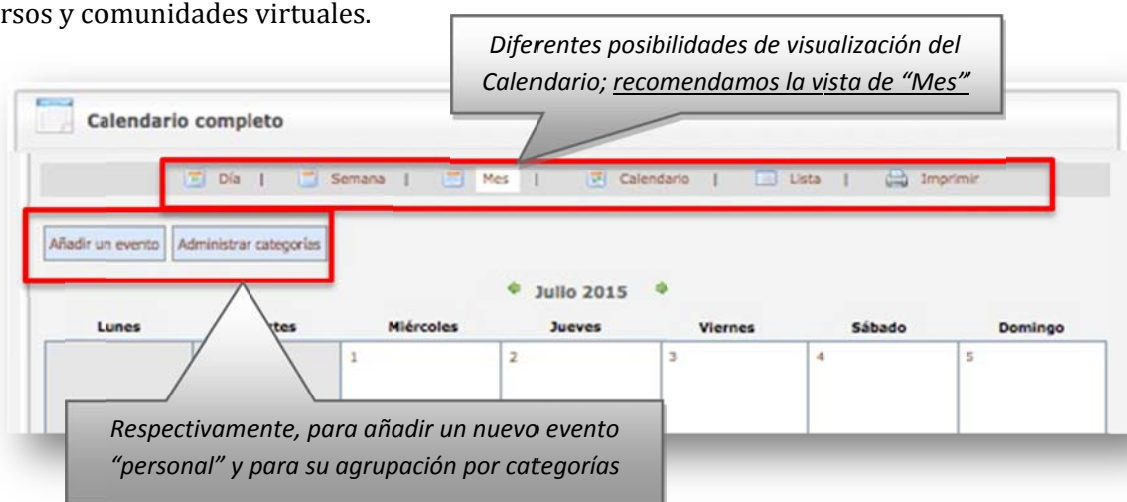 rsos y comunidades virtuales.
Diferentes posibilidades de visualización del
Calendario; recomendamos la vista de “Mes”
Calendario completo
Día | Semana | Mes | Calendario | Lista | Imprimir
Añadir un evento Administrar categorías
Julio 2015
Lunes tes Miércoles Jueves Viernes Sábado Domingo
1 2 3 4 5
Respectivamente, para añadir un nuevo evento
“personal” y para su agrupación por categorías